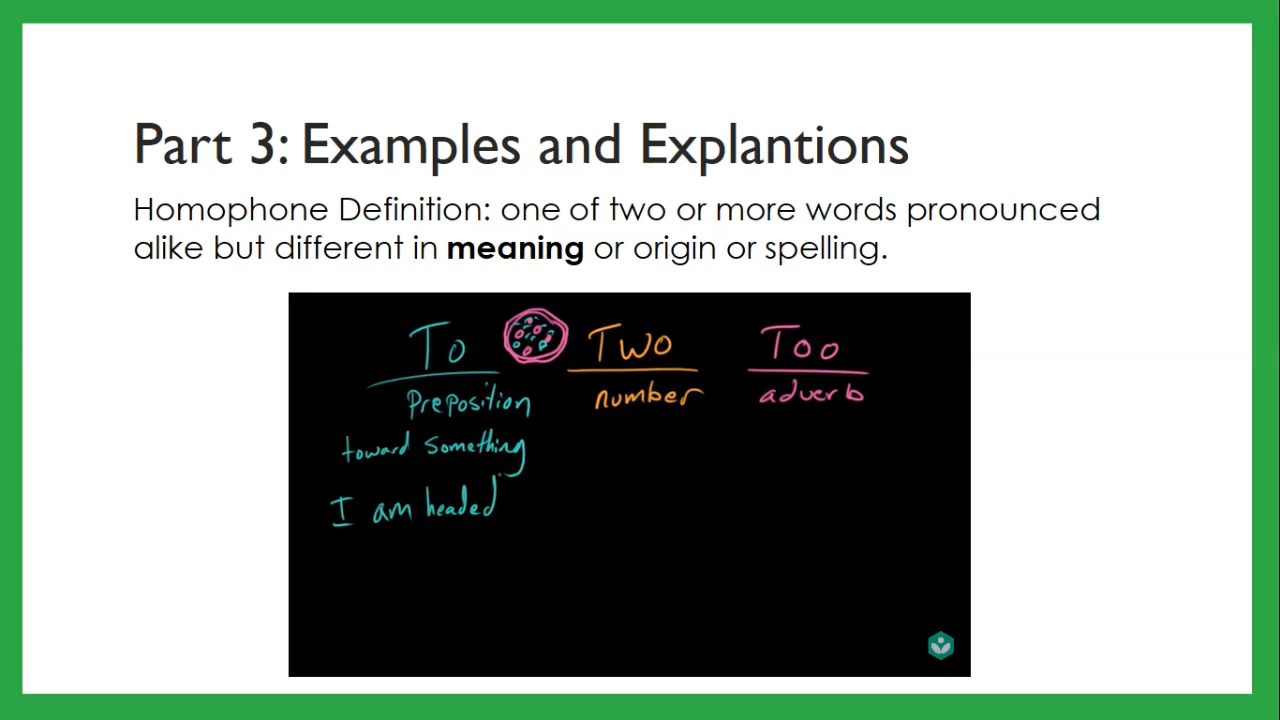 Part 3: Examples and Explantions
Homophone Definition: one of two or more words pronounced
alike but different in meaning or origin or spelling.
To Two Too
Preposition number adverb
toward something
I am headed